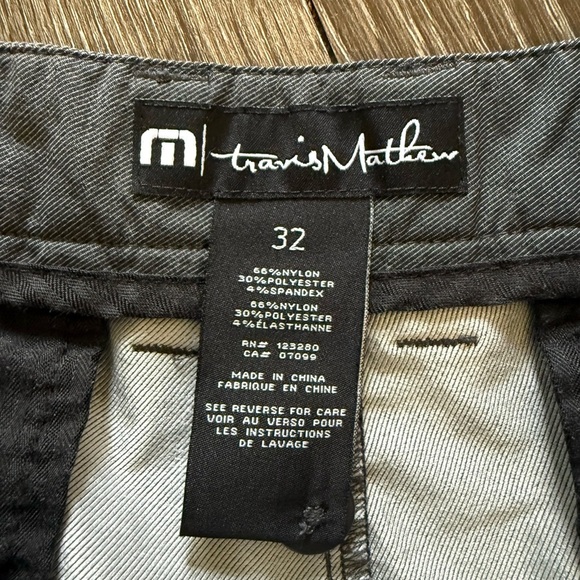 travisMathew
32
66%NYLON
30%POLYESTER
4%SPANDEX
66%NYLON
30%POLYESTER
4%ÉLASTHANNE
RN# 123280
CA# 07099
MADE IN CHINA
FABRIQUE EN CHINE
SEE REVERSE FOR CARE
VOIR AU VERSO POUR
LES INSTRUCTIONS
DE LAVAGE